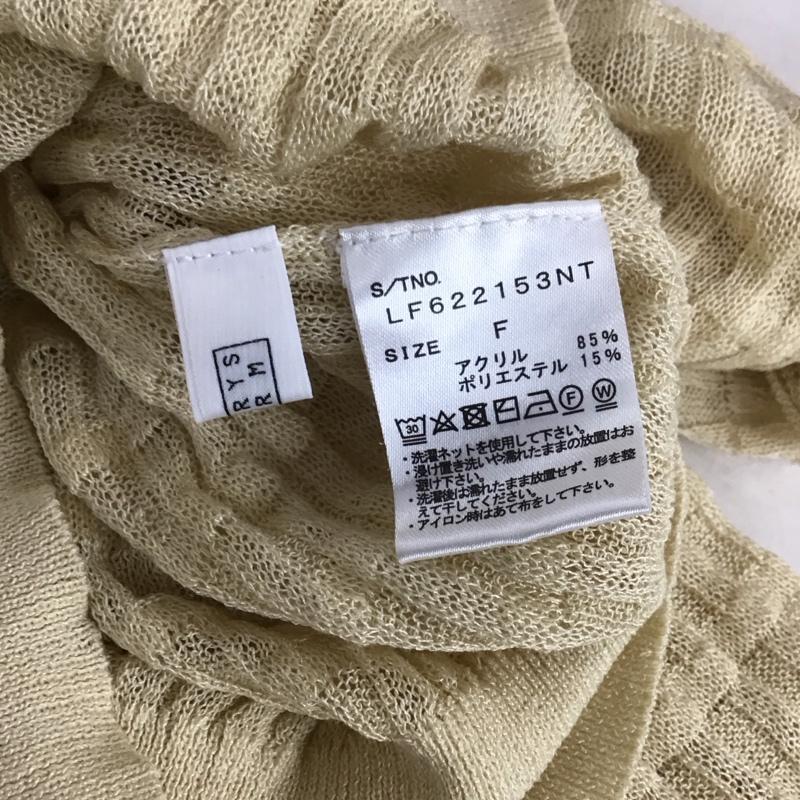 S/TNO.
LF622153NT
SIZE F
アクリル 85%
ポリエステル 15%
30
F
W
・洗濯ネットを使用して下さい。
・浸け置き洗いや濡れたままの放置はお
避け下さい。
・洗濯後は濡れたまま放置せず、形を整
えて干してください。
・アイロン時はあて布をして下さい。
RYS
RM